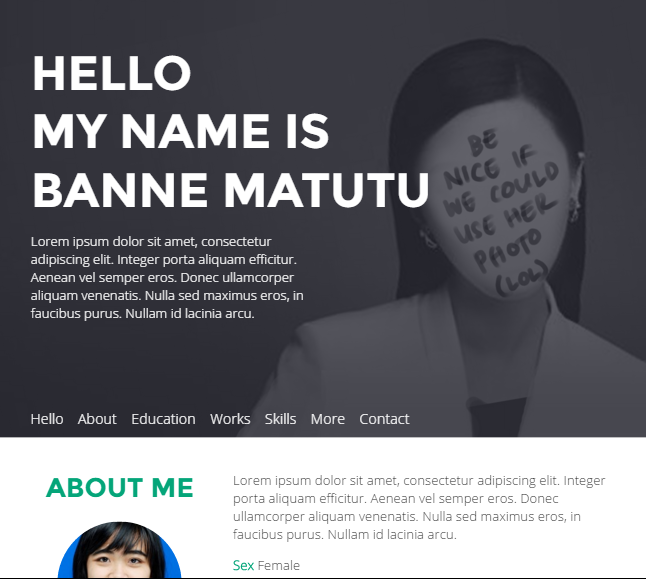 HELLO
MY NAME IS
BANNE MATUTU
BE
NICE IF
WE COULD
USE HER
PHOTO
(LOL)
Lorem ipsum dolor sit amet, consectetur
adipiscing elit. Integer porta aliquam efficitur.
Aenean vel semper eros. Donec ullamcorper
aliquam venenatis. Nulla sed maximus eros, in
faucibus purus. Nullam id lacinia arcu.
Hello About Education Works Skills More Contact
ABOUT ME
Lorem ipsum dolor sit amet, consectetur adipiscing elit. Integer
porta aliquam efficitur. Aenean vel semper eros. Donec
ullamcorper aliquam venenatis. Nulla sed maximus eros, in
faucibus purus. Nullam id lacinia arcu.
Sex Female